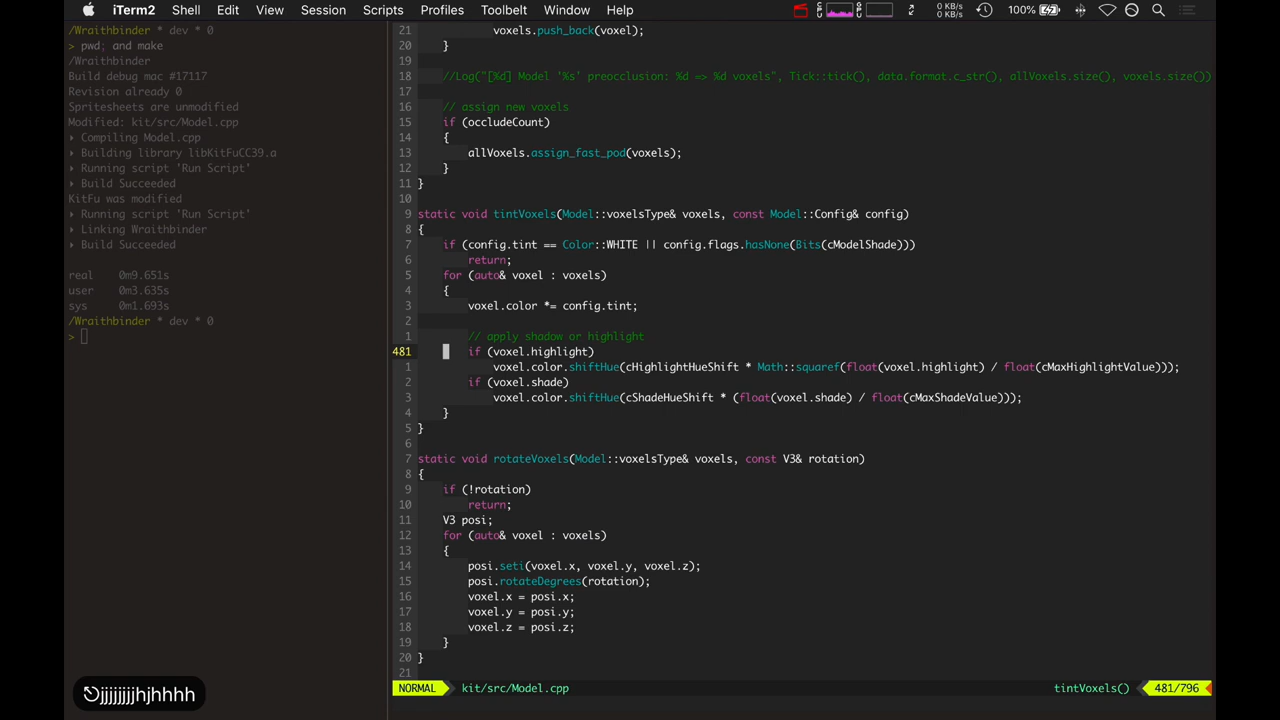 iTerm2 Shell Edit View Session Scripts Profiles Toolbelt Window Help 0 KB/s 0 KB/s 100%
/Wraithbinder * dev * 0
> pwd; and make
/Wraithbinder
Build debug mac #17117
Revision already 0
Spritesheets are unmodified
Modified: kit/src/Model.cpp
▸ Compiling Model.cpp
▸ Building library libKitFuCC39.a
▸ Running script 'Run Script'
▸ Build Succeeded
KitFu was modified
▸ Running script 'Run Script'
▸ Linking Wraithbinder
▸ Build Succeeded
real 0m9.651s
user 0m3.635s
sys 0m1.693s
/Wraithbinder * dev * 0
>
21 voxels.push_back(voxel);
20 }
19
18 //Log("[%d] Model '%s' preocclusion: %d => %d voxels", Tick::tick(), data.format.c_str(), allVoxels.size(), voxels.size())
17
16 // assign new voxels
15 if (occludeCount)
14 {
13 allVoxels.assign_fast_pod(voxels);
12 }
11 }
10
9 static void tintVoxels(Model::voxelsType& voxels, const Model::Config& config)
8 {
7 if (config.tint == Color::WHITE || config.flags.hasNone(Bits(cModelShade)))
6 return;
5 for (auto& voxel : voxels)
4 {
3 voxel.color *= config.tint;
2
1 // apply shadow or highlight
481 if (voxel.highlight)
1 voxel.color.shiftHue(cHighlightHueShift * Math::squaref(float(voxel.highlight) / float(cMaxHighlightValue)));
2 if (voxel.shade)
3 voxel.color.shiftHue(cShadeHueShift * (float(voxel.shade) / float(cMaxShadeValue)));
4 }
5 }
6
7 static void rotateVoxels(Model::voxelsType& voxels, const V3& rotation)
8 {
9 if (!rotation)
10 return;
11 V3 posi;
12 for (auto& voxel : voxels)
13 {
14 posi.seti(voxel.x, voxel.y, voxel.z);
15 posi.rotateDegrees(rotation);
16 voxel.x = posi.x;
17 voxel.y = posi.y;
18 voxel.z = posi.z;
19 }
20 }
21
NORMAL kit/src/Model.cpp tintVoxels() 481/796
⎋jjjjjjjhjhhhh